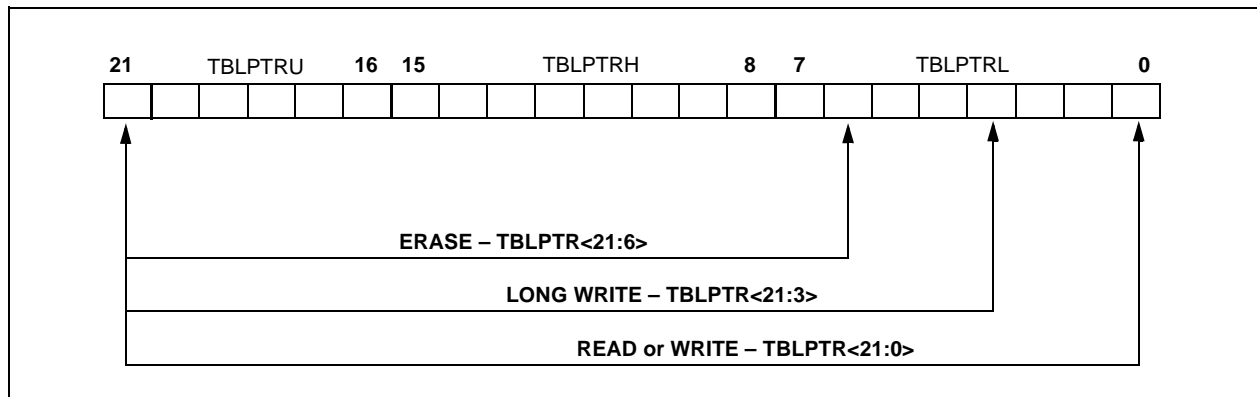 21 TBLPTRU 16 15 TBLPTRH 8 7 TBLPTRL 0
ERASE – TBLPTR<21:6>
LONG WRITE – TBLPTR<21:3>
READ or WRITE – TBLPTR<21:0>